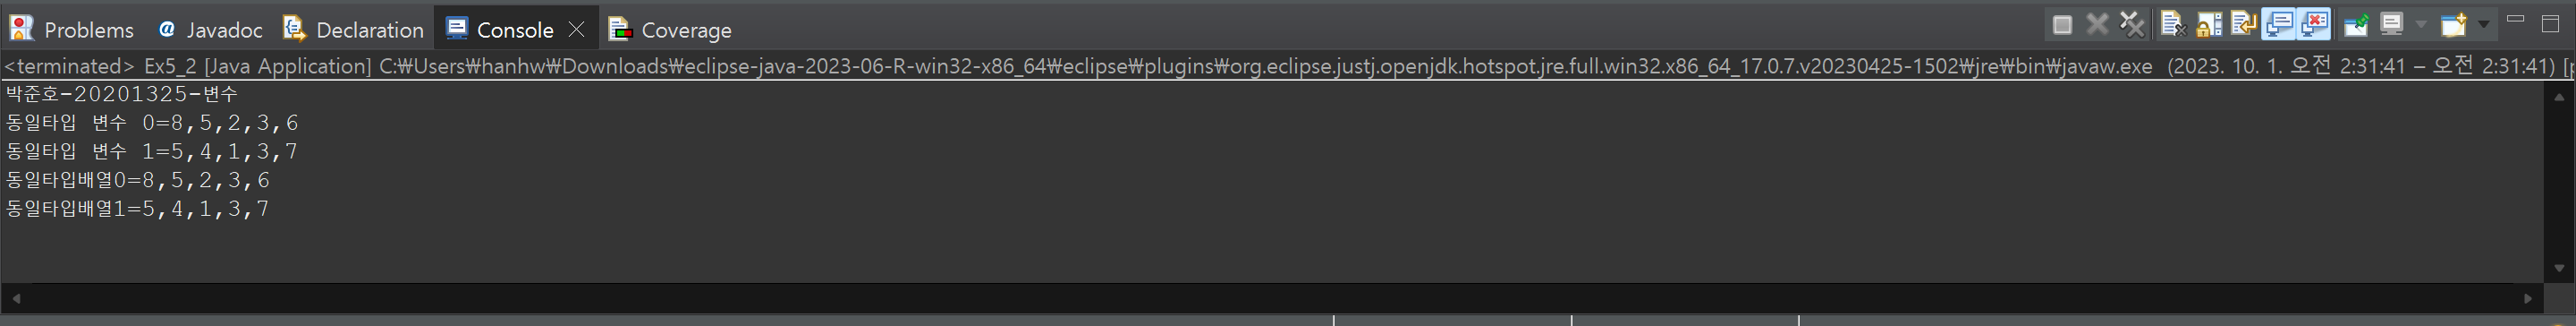 Problems Javadoc Declaration Console Coverage
<terminated> Ex5_2 [Java Application] C:₩Users₩hanhw₩Downloads₩eclipse-java-2023-06-R-win32-x86_64₩eclipse₩plugins₩org.eclipse.justj.openjdk.hotspot.jre.full.win32.x86_64_17.0.7.v20230425-1502₩jre₩bin₩javaw.exe (2023. 10. 1. 오전 2:31:41 – 오전 2:31:41) [p
박준호-20201325-변수
동일타입 변수 0=8,5,2,3,6
동일타입 변수 1=5,4,1,3,7
동일타입배열0=8,5,2,3,6
동일타입배열1=5,4,1,3,7